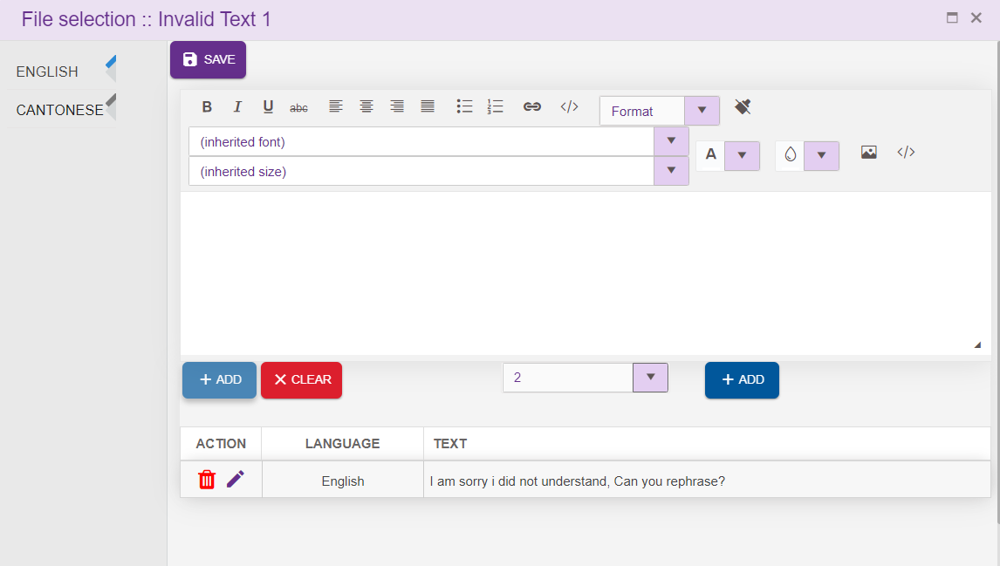 File selection :: Invalid Text 1
ENGLISH
CANTONESE
SAVE
B I U abc
Format
(inherited font)
(inherited size)
A
ADD
CLEAR
2
ADD
ACTION LANGUAGE TEXT
English I am sorry i did not understand, Can you rephrase?